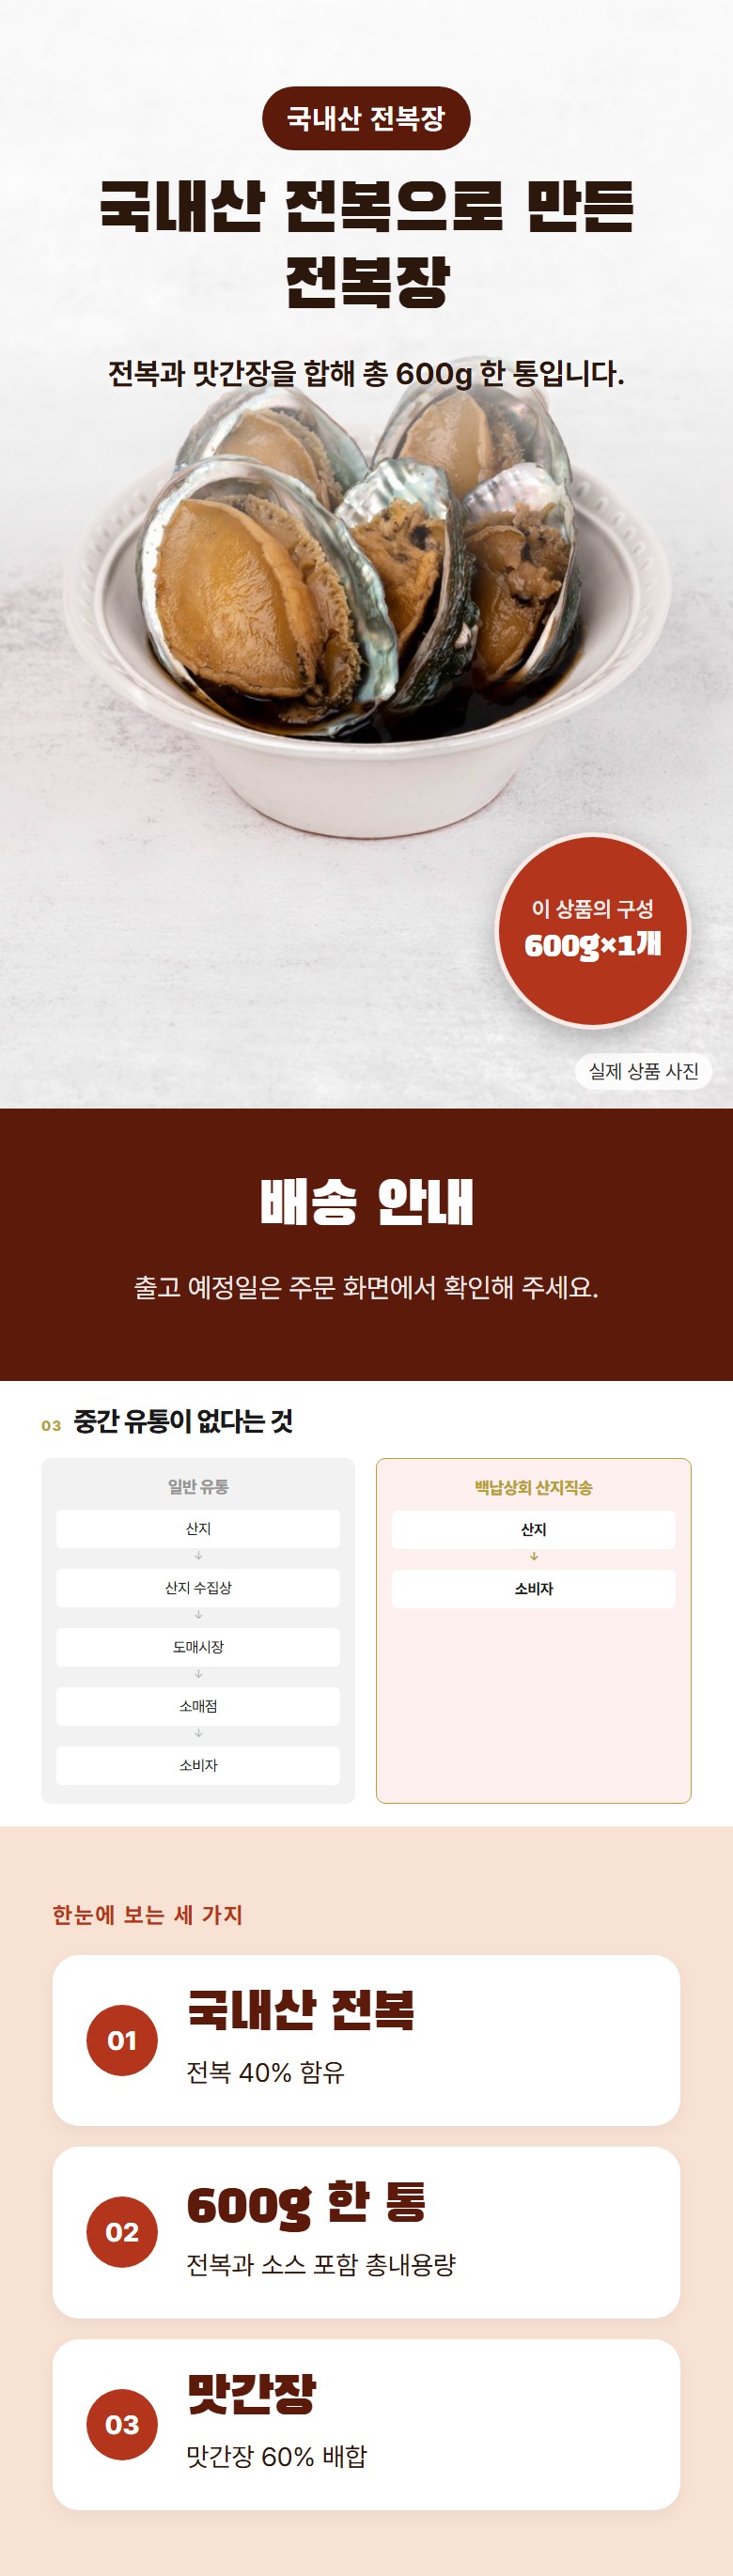 국내산 전복장
국내산 전복으로 만든
전복장
전복과 맛간장을 합해 총 600g 한 통입니다.
이 상품의 구성
600g×1개
실제 상품 사진
배송 안내
출고 예정일은 주문 화면에서 확인해 주세요.
03 중간 유통이 없다는 것
일반 유통
산지
↓
산지 수집상
↓
도매시장
↓
소매점
↓
소비자
백납상회 산지직송
산지
↓
소비자
한눈에 보는 세 가지
01
국내산 전복
전복 40% 함유
02
600g 한 통
전복과 소스 포함 총내용량
03
맛간장
맛간장 60% 배합